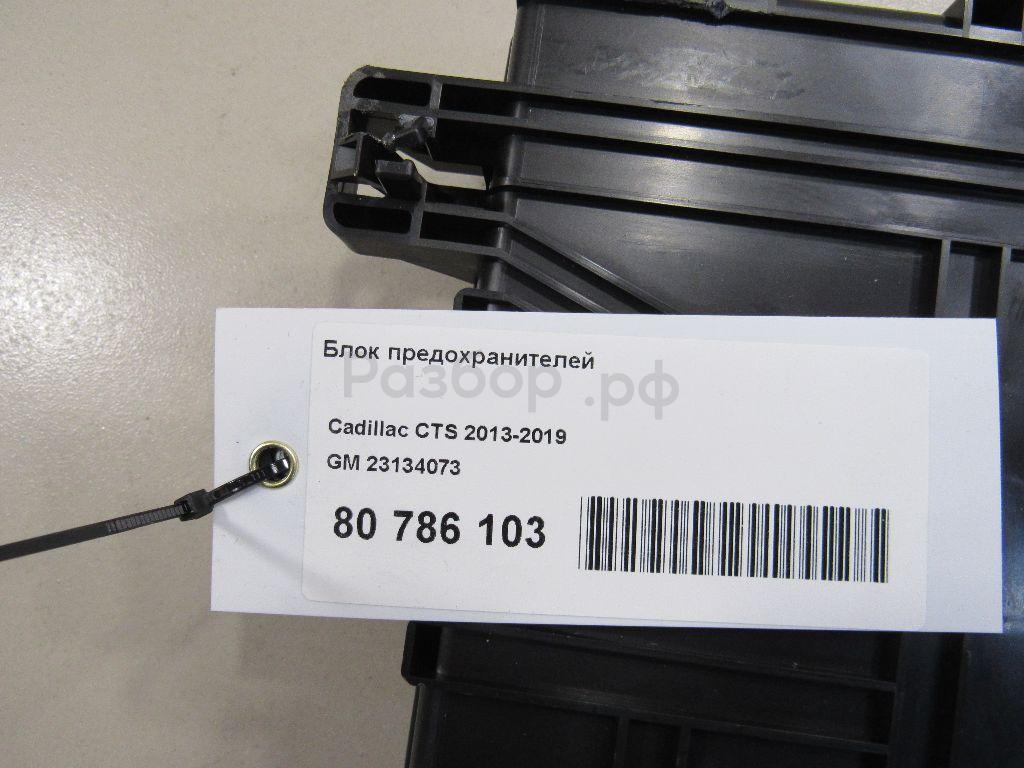 Блок предохранителей
Разбор.рф
Cadillac CTS 2013-2019
GM 23134073
80 786 103